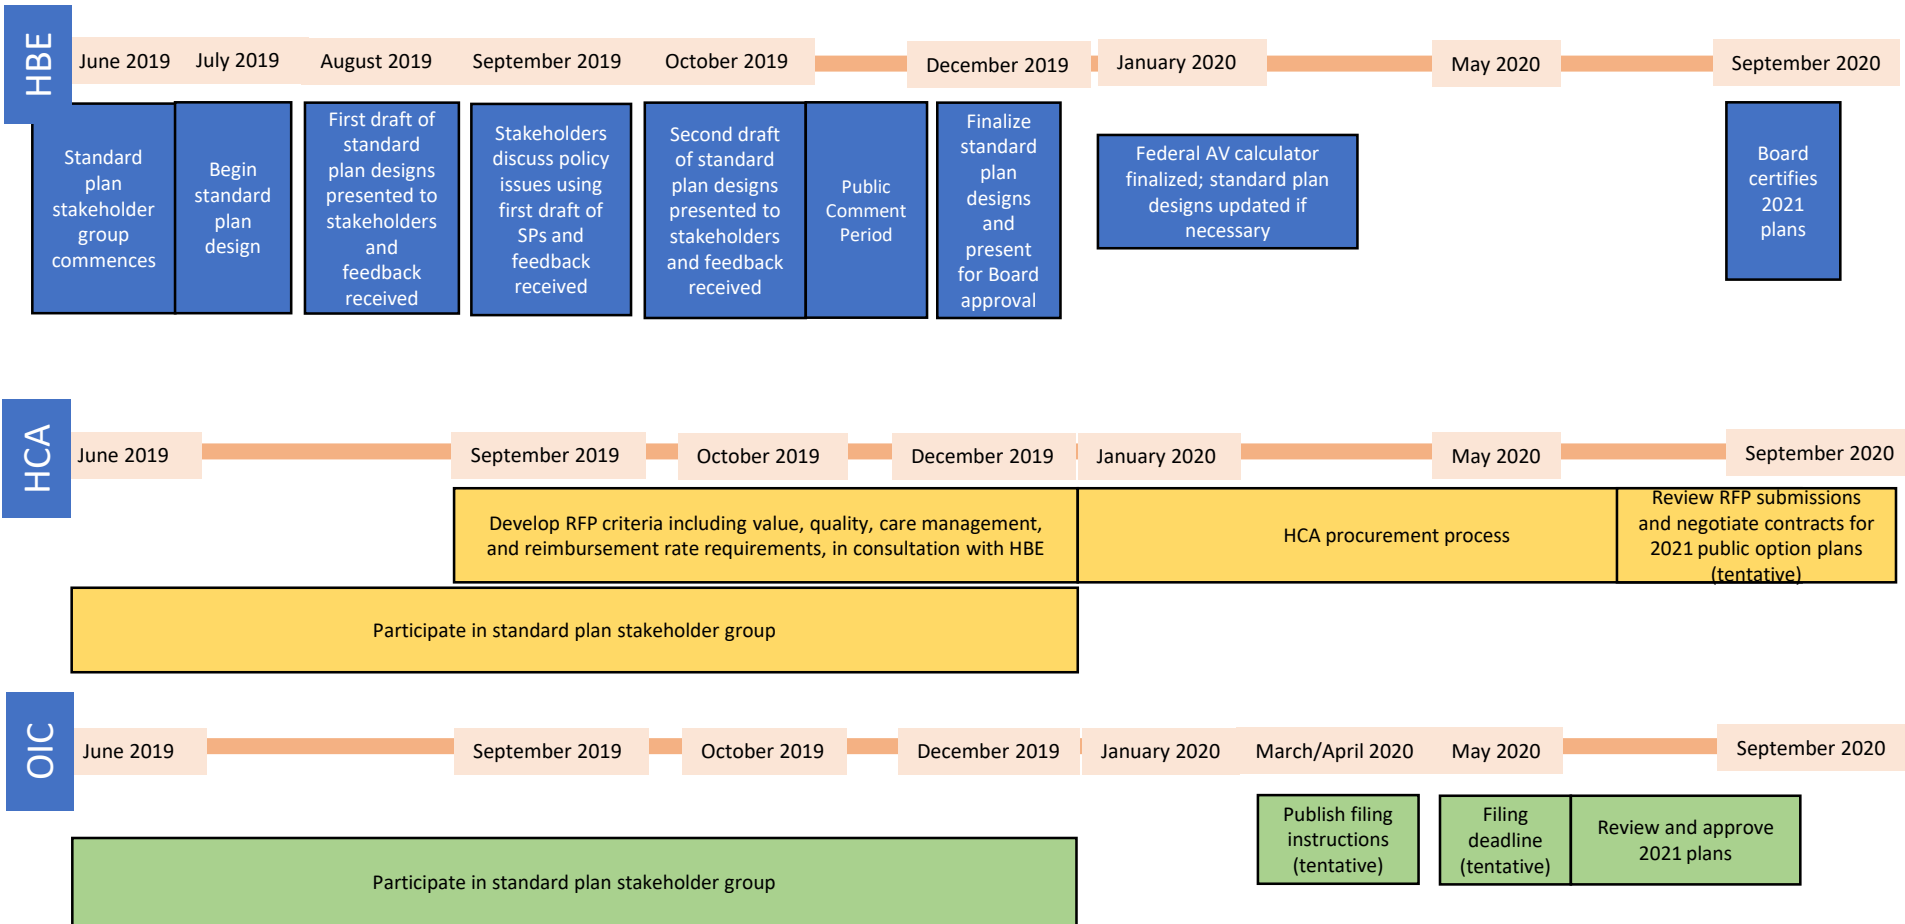 HBE
June 2019
July 2019
August 2019
September 2019
October 2019
December 2019
January 2020
May 2020
September 2020
Standard
plan
stakeholder
group
commences
Begin
standard
plan
design
First draft of
standard
plan designs
presented to
stakeholders
and
feedback
received
Stakeholders
discuss policy
issues using
first draft of
SPs and
feedback
received
Second draft
of standard
plan designs
presented to
stakeholders
and feedback
received
Public
Comment
Period
Finalize
standard
plan
designs
and
present
for Board
approval
Federal AV calculator
finalized; standard plan
designs updated if
necessary
Board
certifies
2021
plans
HCA
June 2019
September 2019
October 2019
December 2019
January 2020
May 2020
September 2020
Develop RFP criteria including value, quality, care management,
and reimbursement rate requirements, in consultation with HBE
HCA procurement process
Review RFP submissions
and negotiate contracts for
2021 public option plans
(tentative)
Participate in standard plan stakeholder group
OIC
June 2019
September 2019
October 2019
December 2019
January 2020
March/April 2020
May 2020
September 2020
Publish filing
instructions
(tentative)
Filing
deadline
(tentative)
Review and approve
2021 plans
Participate in standard plan stakeholder group